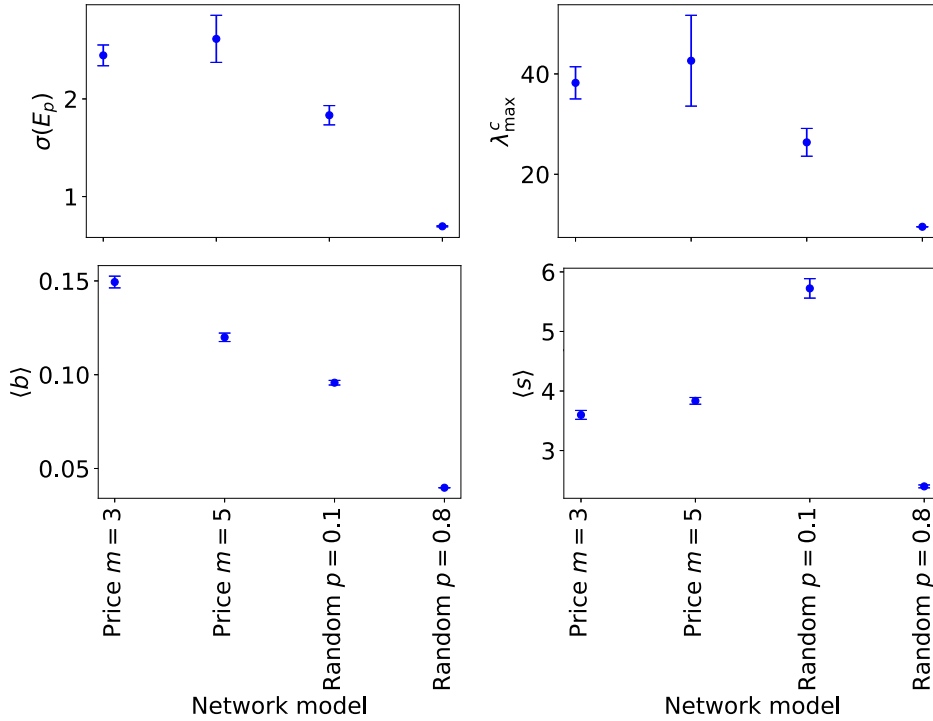 2
1
σ(E_p)
40
20
λ^c_max
0.15
0.10
0.05
⟨b⟩
6
5
4
3
⟨s⟩
Price m = 3
Price m = 5
Random p = 0.1
Random p = 0.8
Price m = 3
Price m = 5
Random p = 0.1
Random p = 0.8
Network model
Network model